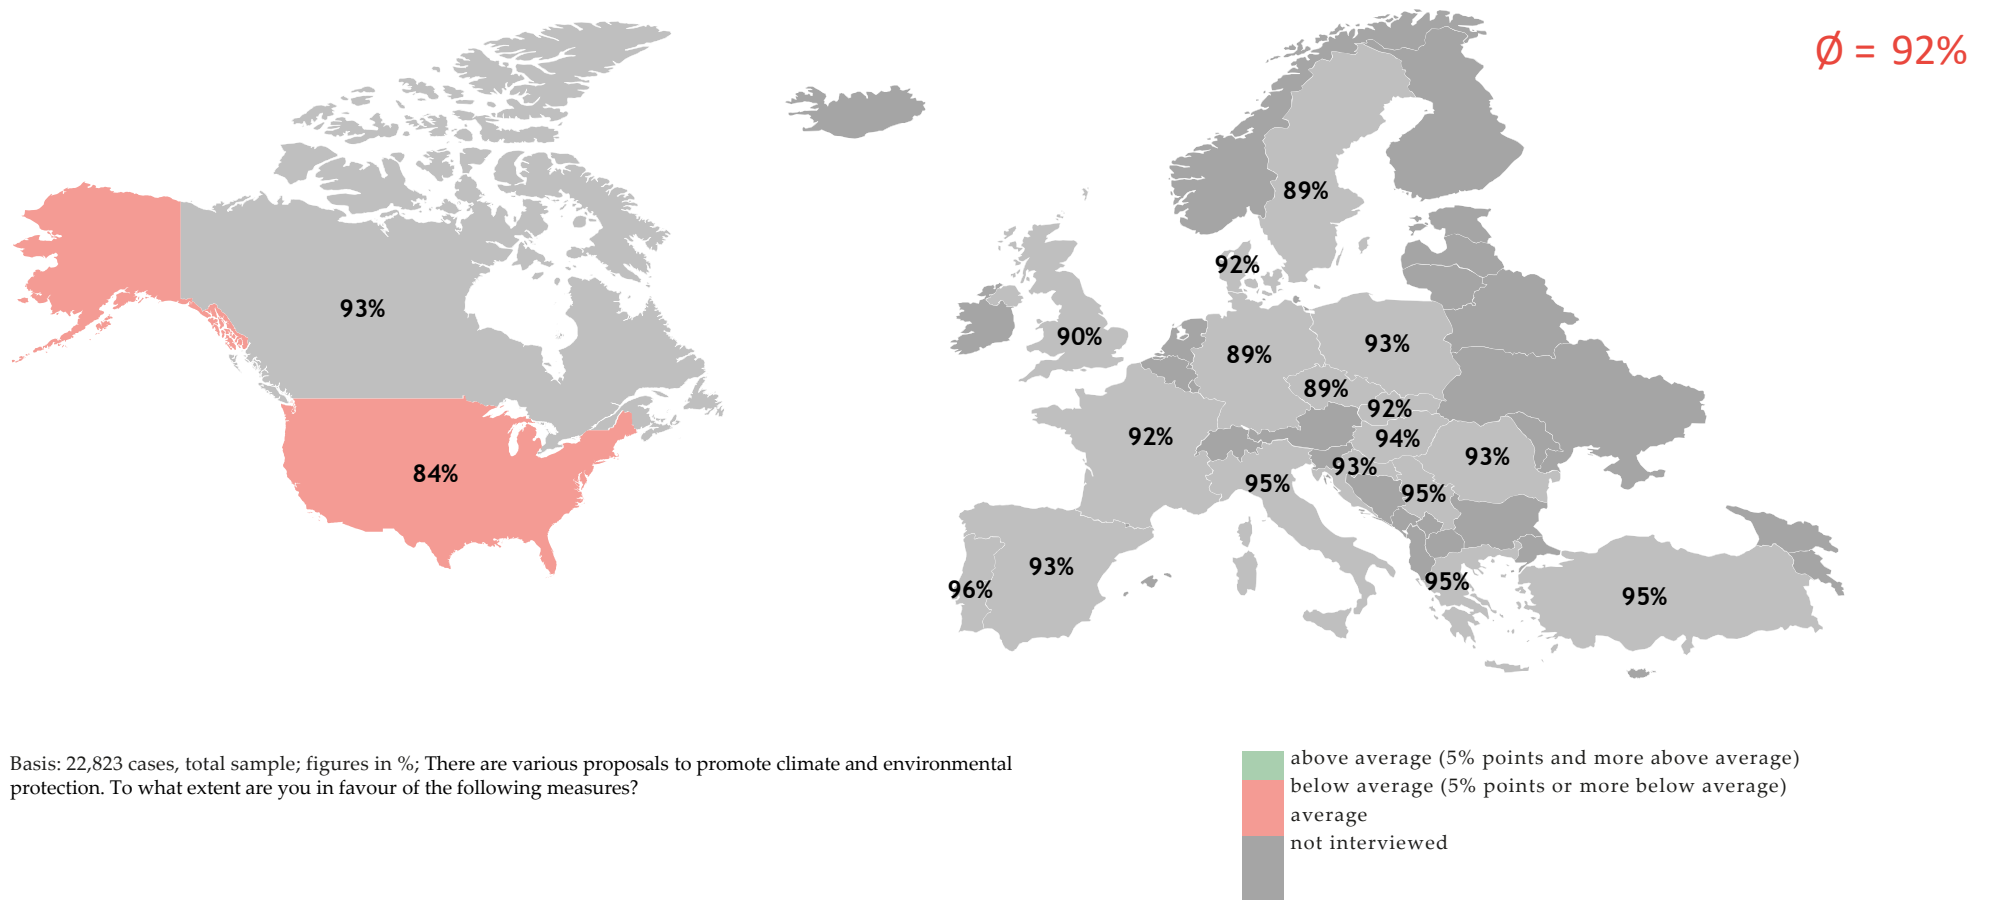 Ø = 92%
89%
92%
93%
90%
93%
89%
89%
92%
92%
94%
93%
93%
84%
95%
95%
93%
95%
96%
95%
Basis: 22,823 cases, total sample; figures in %; There are various proposals to promote climate and environmental
protection. To what extent are you in favour of the following measures?
above average (5% points and more above average)
below average (5% points or more below average)
average
not interviewed